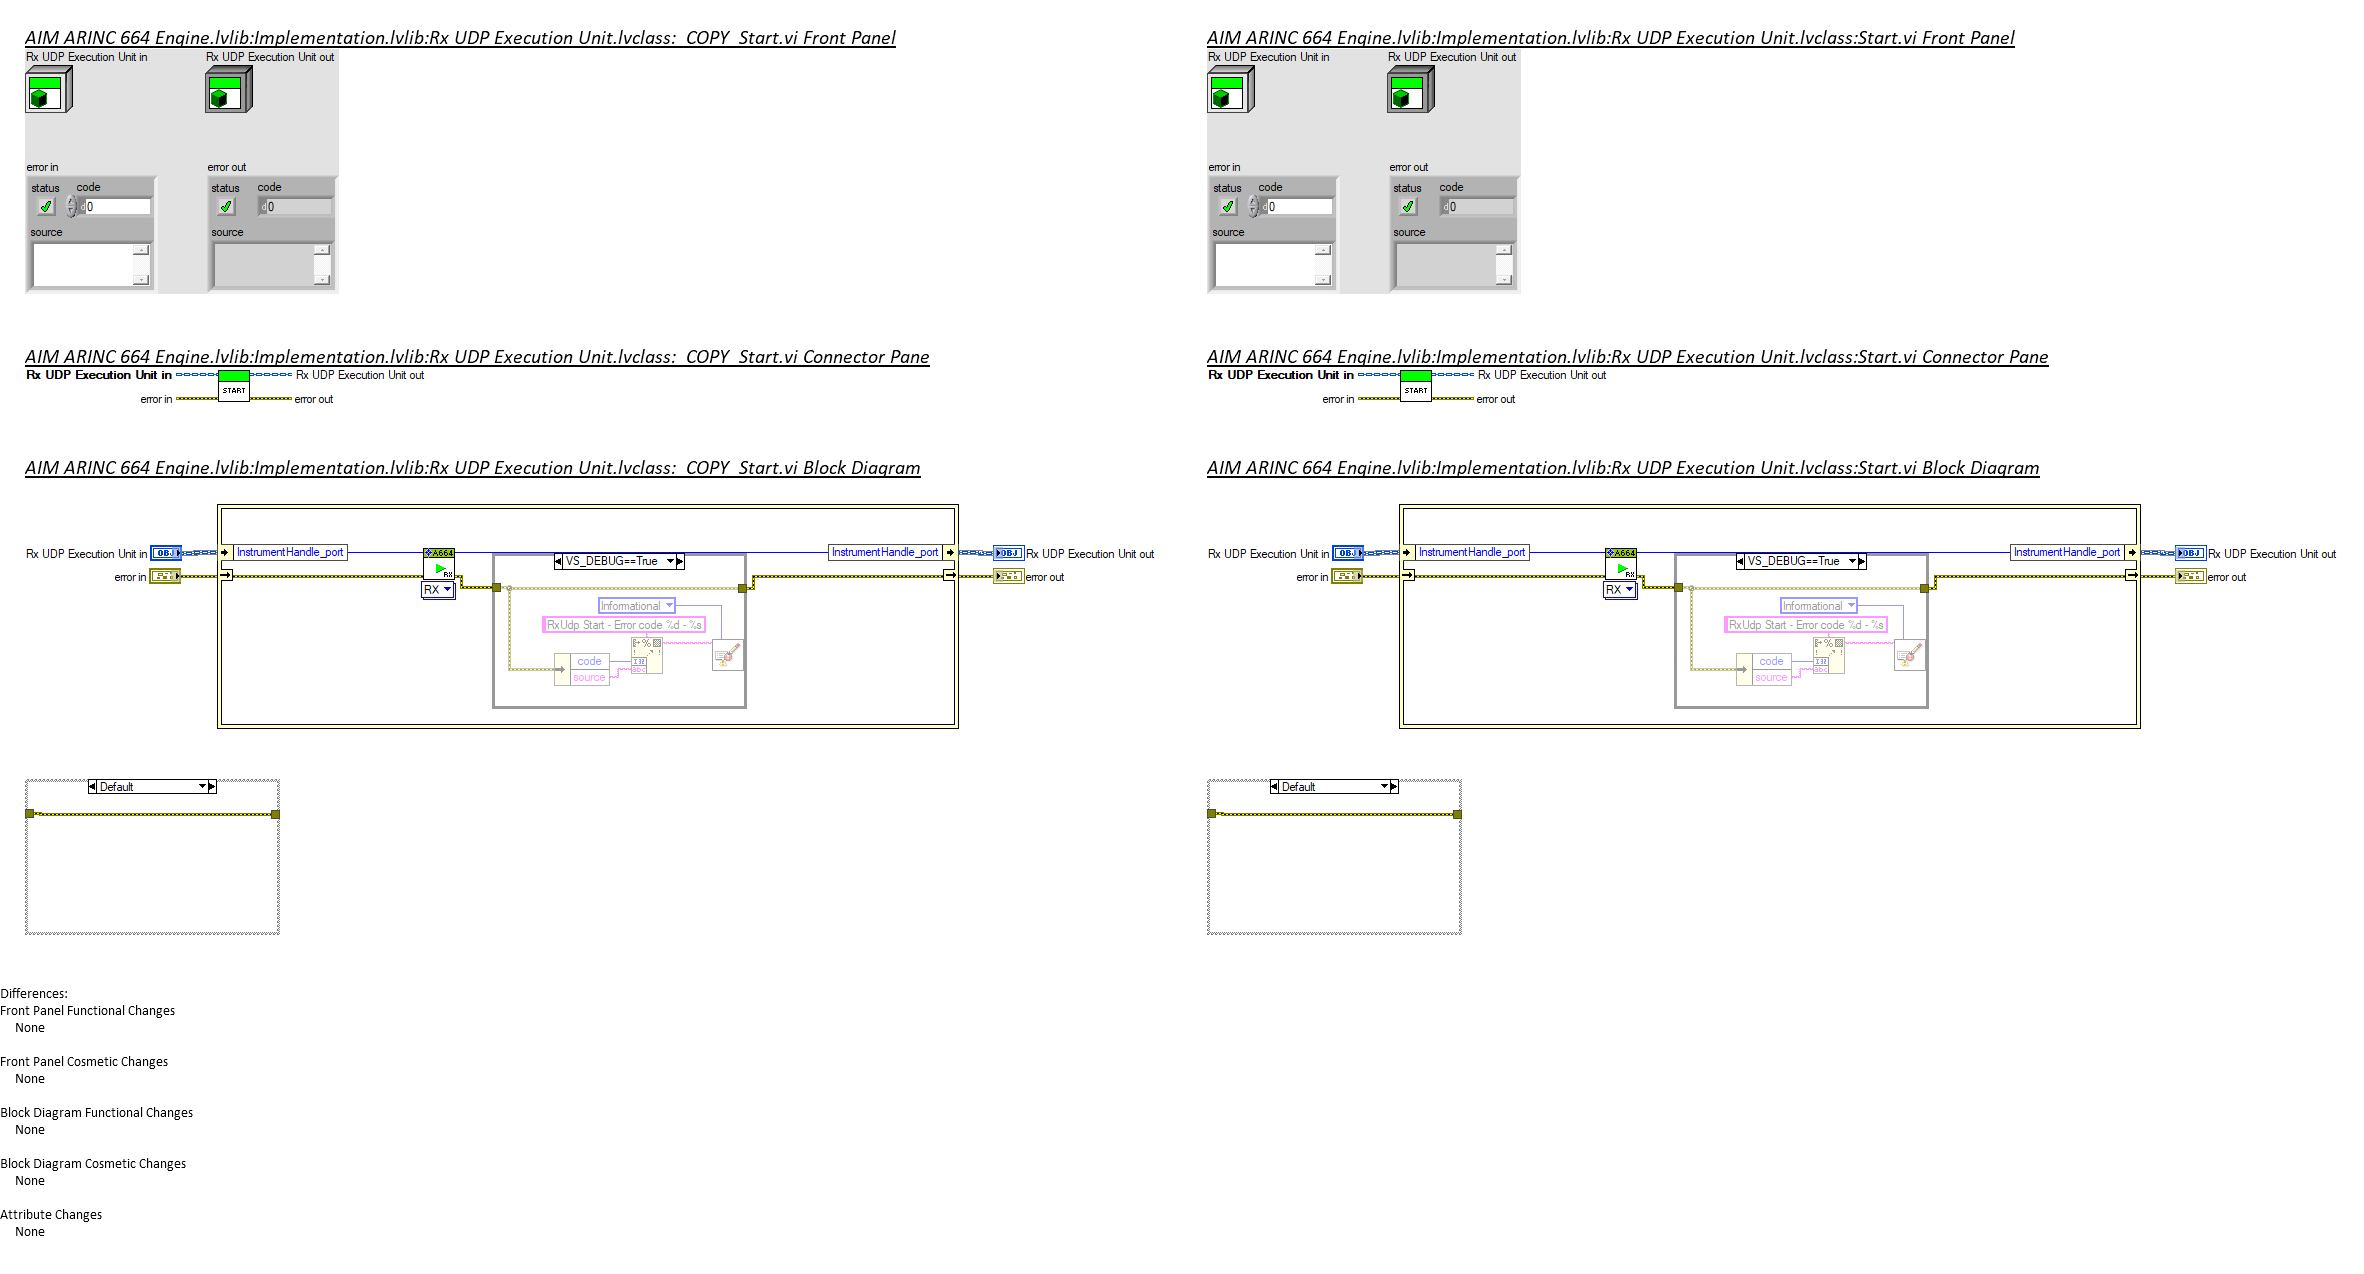 AIM ARINC 664 Engine.lvlib:Implementation.lvlib:Rx UDP Execution Unit.lvclass:_COPY_Start.vi Front Panel
Rx UDP Execution Unit in
Rx UDP Execution Unit out
error in
error out
status code
0
source
status code
0
source
AIM ARINC 664 Engine.lvlib:Implementation.lvlib:Rx UDP Execution Unit.lvclass:_COPY_Start.vi Connector Pane
Rx UDP Execution Unit in
START
Rx UDP Execution Unit out
error in
error out
AIM ARINC 664 Engine.lvlib:Implementation.lvlib:Rx UDP Execution Unit.lvclass:_COPY_Start.vi Block Diagram
Rx UDP Execution Unit in
OBJ
InstrumentHandle_port
A664
RX
RX
VS_DEBUG==True
InstrumentHandle_port
OBJ
Rx UDP Execution Unit out
error in
error out
Informational
RxUdp Start - Error code %d - %s
code
source
I32
abc
Default
AIM ARINC 664 Engine.lvlib:Implementation.lvlib:Rx UDP Execution Unit.lvclass:Start.vi Front Panel
Rx UDP Execution Unit in
Rx UDP Execution Unit out
error in
error out
status code
0
source
status code
0
source
AIM ARINC 664 Engine.lvlib:Implementation.lvlib:Rx UDP Execution Unit.lvclass:Start.vi Connector Pane
Rx UDP Execution Unit in
START
Rx UDP Execution Unit out
error in
error out
AIM ARINC 664 Engine.lvlib:Implementation.lvlib:Rx UDP Execution Unit.lvclass:Start.vi Block Diagram
Rx UDP Execution Unit in
OBJ
InstrumentHandle_port
A664
RX
RX
VS_DEBUG==True
InstrumentHandle_port
OBJ
Rx UDP Execution Unit out
error in
error out
Informational
RxUdp Start - Error code %d - %s
code
source
I32
abc
Default
Differences:
Front Panel Functional Changes
None
Front Panel Cosmetic Changes
None
Block Diagram Functional Changes
None
Block Diagram Cosmetic Changes
None
Attribute Changes
None